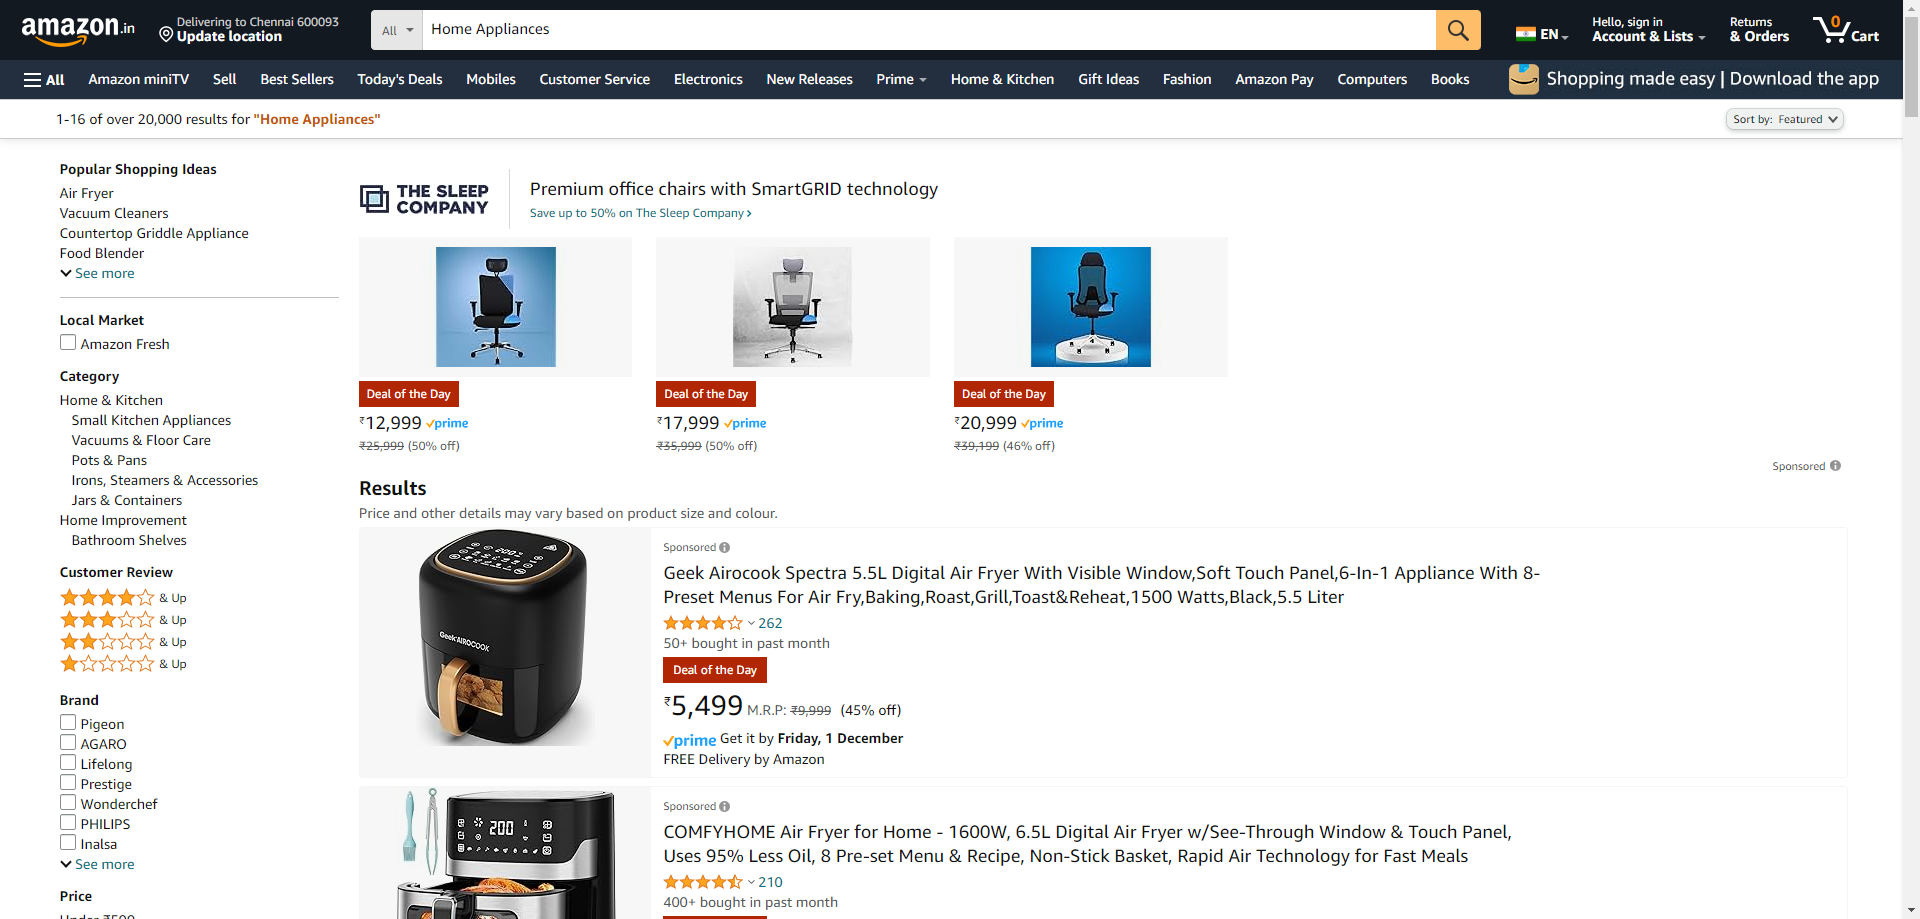 amazon.in
Delivering to Chennai 600093
Update location
All
Home Appliances
EN
Hello, sign in
Account & Lists
Returns
& Orders
0
Cart
All
Amazon miniTV
Sell
Best Sellers
Today's Deals
Mobiles
Customer Service
Electronics
New Releases
Prime
Home & Kitchen
Gift Ideas
Fashion
Amazon Pay
Computers
Books
Shopping made easy | Download the app
1-16 of over 20,000 results for "Home Appliances"
Sort by: Featured
Popular Shopping Ideas
Air Fryer
Vacuum Cleaners
Countertop Griddle Appliance
Food Blender
See more
Local Market
Amazon Fresh
Category
Home & Kitchen
Small Kitchen Appliances
Vacuums & Floor Care
Pots & Pans
Irons, Steamers & Accessories
Jars & Containers
Home Improvement
Bathroom Shelves
Customer Review
& Up
& Up
& Up
& Up
Brand
Pigeon
AGARO
Lifelong
Prestige
Wonderchef
PHILIPS
Inalsa
See more
Price
Under ₹500
THE SLEEP
COMPANY
Premium office chairs with SmartGRID technology
Save up to 50% on The Sleep Company
Deal of the Day
₹12,999 prime
₹25,999 (50% off)
Deal of the Day
₹17,999 prime
₹35,999 (50% off)
Deal of the Day
₹20,999 prime
₹39,199 (46% off)
Sponsored
Results
Price and other details may vary based on product size and colour.
200
Geek AIROCOOK
Sponsored
Geek Airocook Spectra 5.5L Digital Air Fryer With Visible Window,Soft Touch Panel,6-In-1 Appliance With 8-
Preset Menus For Air Fry,Baking,Roast,Grill,Toast&Reheat,1500 Watts,Black,5.5 Liter
262
50+ bought in past month
Deal of the Day
₹5,499 M.R.P: ₹9,999 (45% off)
prime Get it by Friday, 1 December
FREE Delivery by Amazon
200
Sponsored
COMFYHOME Air Fryer for Home - 1600W, 6.5L Digital Air Fryer w/See-Through Window & Touch Panel,
Uses 95% Less Oil, 8 Pre-set Menu & Recipe, Non-Stick Basket, Rapid Air Technology for Fast Meals
210
400+ bought in past month